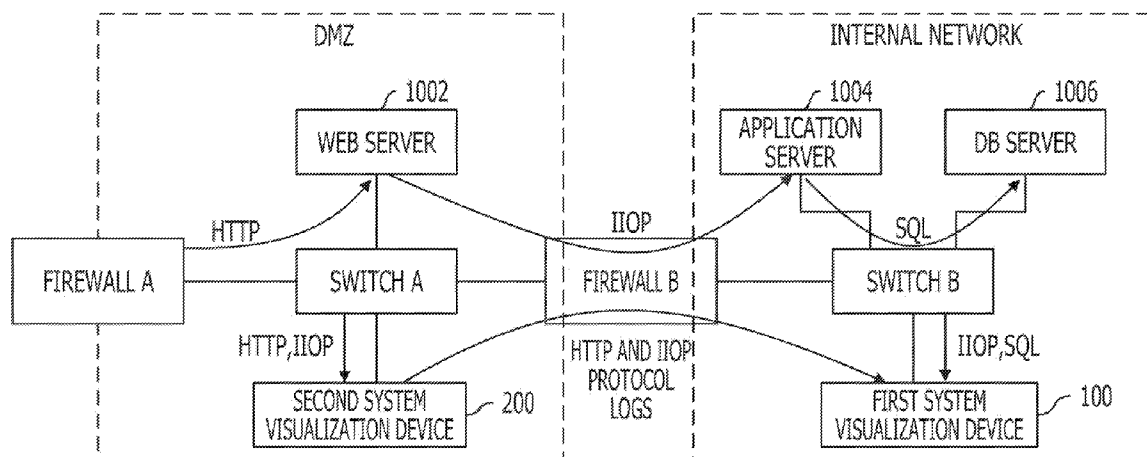 DMZ
INTERNAL NETWORK
1002
WEB SERVER
1004
APPLICATION
SERVER
1006
DB SERVER
HTTP
IIOP
SQL
FIREWALL A
SWITCH A
FIREWALL B
SWITCH B
HTTP,IIOP
HTTP AND IIOP
PROTOCOL
LOGS
IIOP,SQL
SECOND SYSTEM
VISUALIZATION DEVICE
200
FIRST SYSTEM
VISUALIZATION DEVICE
100